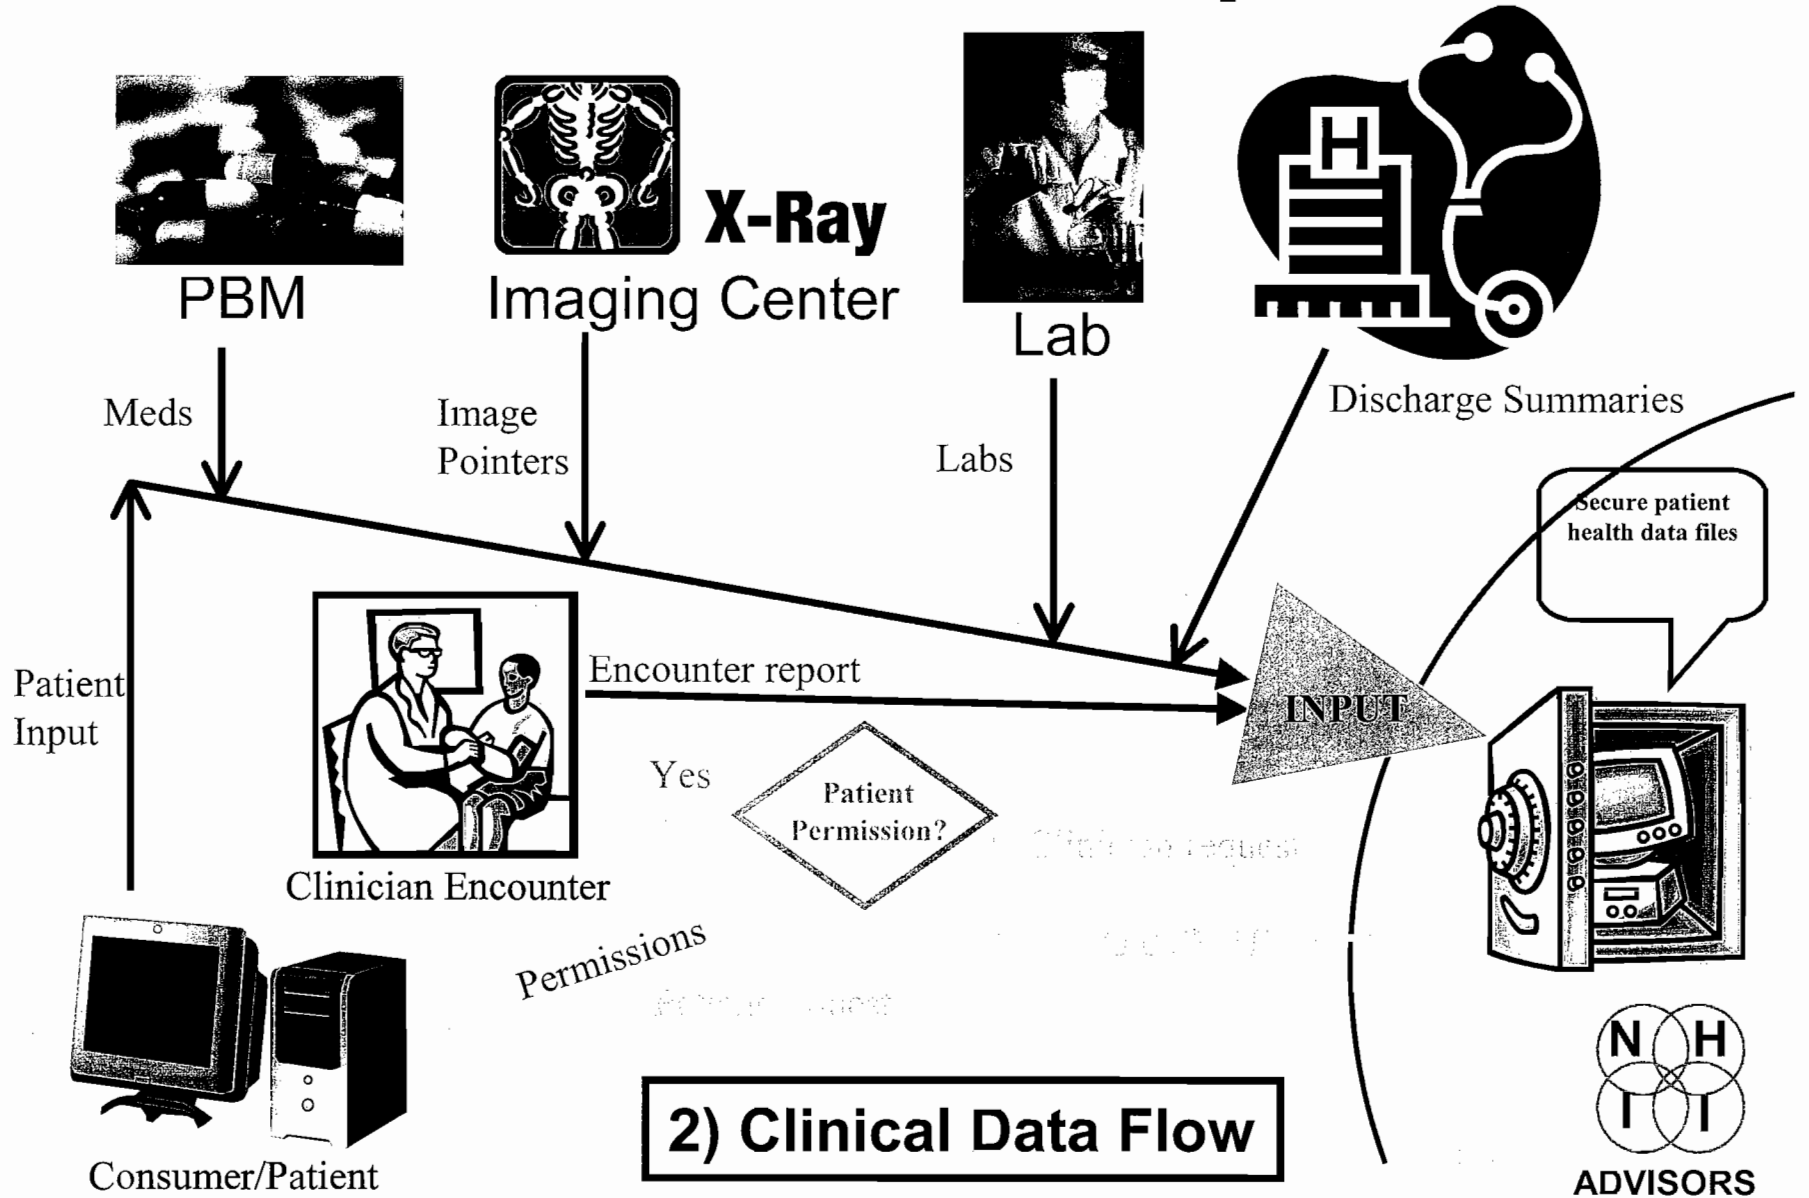 H
X-Ray
PBM
Imaging Center
Lab
Meds
Image
Pointers
Labs
Discharge Summaries
Secure patient
health data files
Patient
Input
Encounter report
INPUT
Yes
Patient
Permission?
request
Clinician Encounter
Permissions
2) Clinical Data Flow
Consumer/Patient
N H
I I
ADVISORS